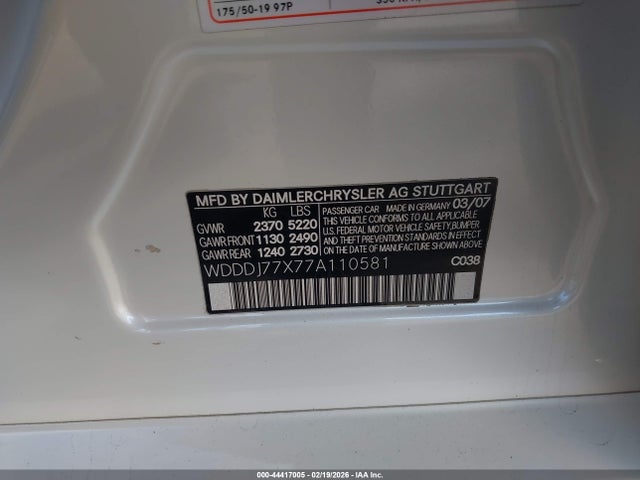 175/50-19 97P
MFD BY DAIMLERCHRYSLER AG STUTTGART
KG LBS
GVWR 2370 5220
GAWR FRONT 1130 2490
GAWR REAR 1240 2730
PASSENGER CAR MADE IN GERMANY 03/07
THIS VEHICLE CONFORMS TO ALL APPLICABLE
U.S. FEDERAL MOTOR VEHICLE SAFETY, BUMPER,
AND THEFT PREVENTION STANDARDS IN EFFECT
ON THE DATE OF MANUFACTURE SHOWN ABOVE.
WDDDJ77X77A110581
C038
000-44417005 - 02/19/2026 - © IAA Inc.